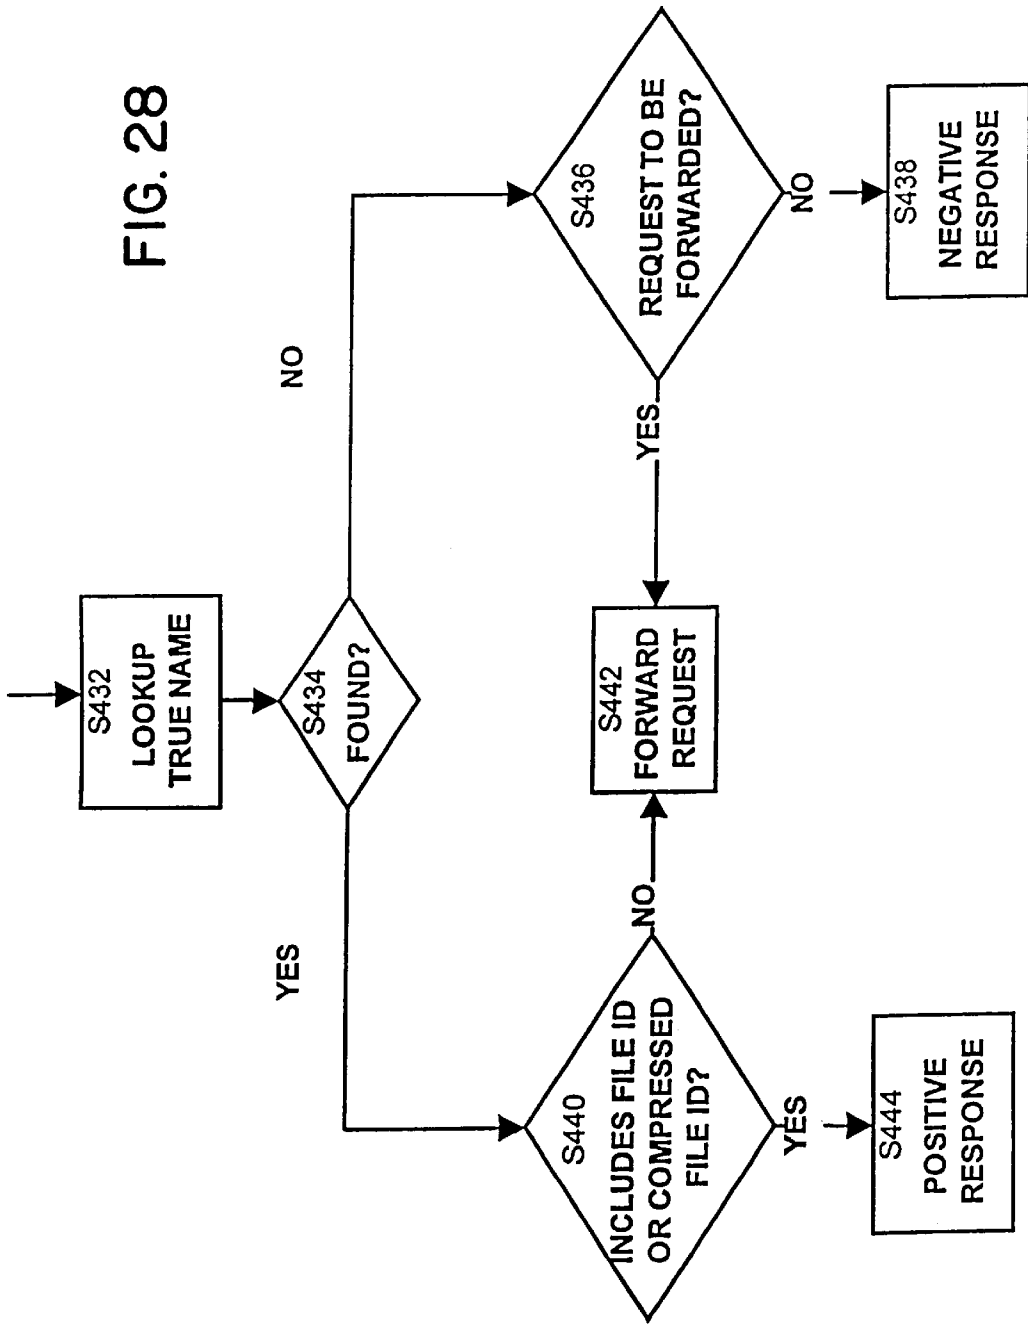 FIG. 28
S432
LOOKUP
TRUE NAME
S434
FOUND?
YES
NO
S440
INCLUDES FILE ID
OR COMPRESSED
FILE ID?
NO
YES
S442
FORWARD
REQUEST
S436
REQUEST TO BE
FORWARDED?
YES
NO
S444
POSITIVE
RESPONSE
S438
NEGATIVE
RESPONSE